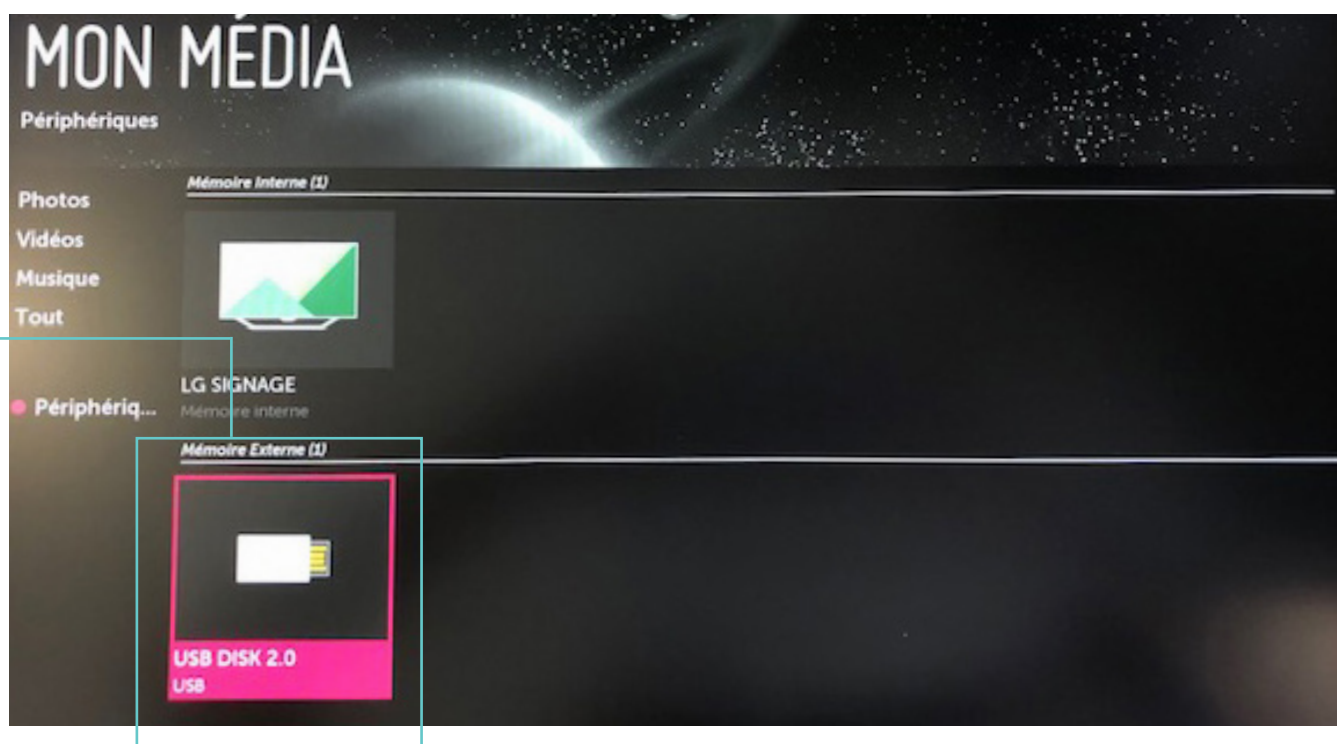 MON MÉDIA
Périphériques
Photos
Vidéos
Musique
Tout
Périphériq...
Mémoire Interne (1)
LG SIGNAGE
Mémoire interne
Mémoire Externe (1)
USB DISK 2.0
USB